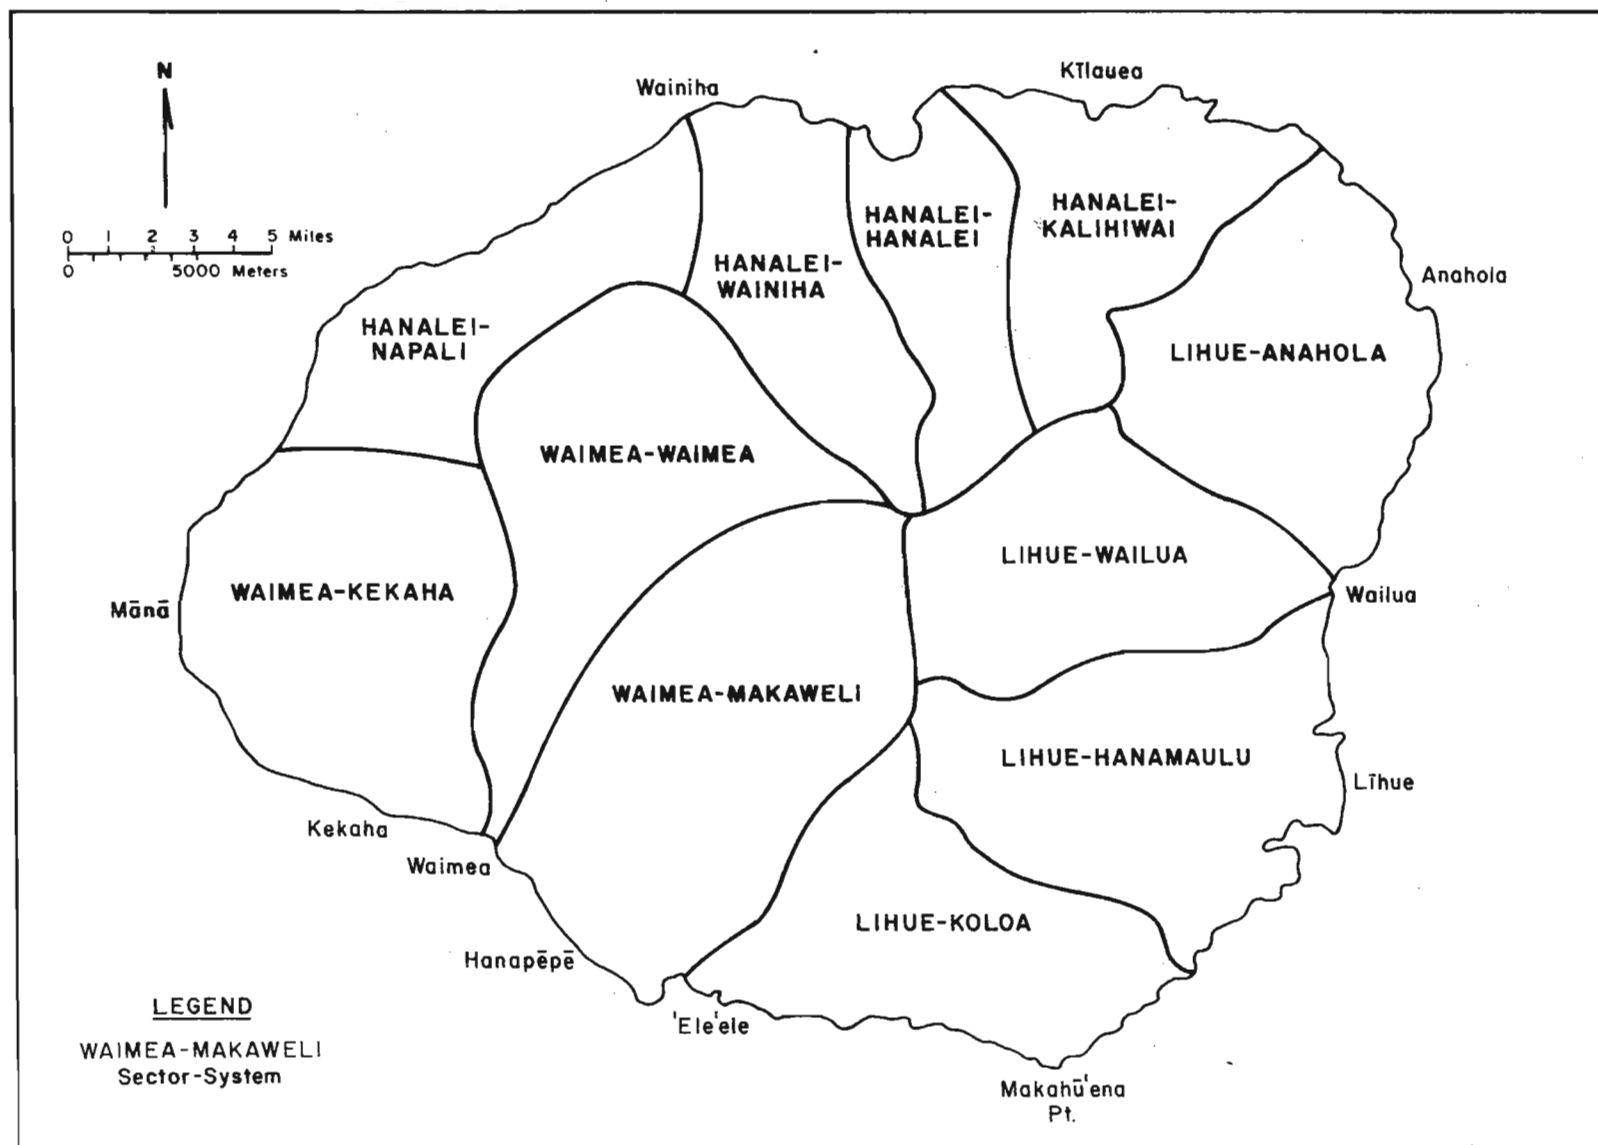 N
Wainiha
Kīlauea
0 1 2 3 4 5 Miles
0 5000 Meters
HANALEI-
KALIHIWAI
HANALEI-
HANALEI
HANALEI-
WAINIHA
Anahola
HANALEI-
NAPALI
LIHUE-ANAHOLA
WAIMEA-WAIMEA
LIHUE-WAILUA
WAIMEA-KEKAHA
Mānā
Wailua
WAIMEA-MAKAWELI
LIHUE-HANAMAULU
Līhue
Kekaha
Waimea
LIHUE-KOLOA
Hanapēpē
'Ele'ele
Makahū'ena
Pt.
LEGEND
WAIMEA-MAKAWELI
Sector-System